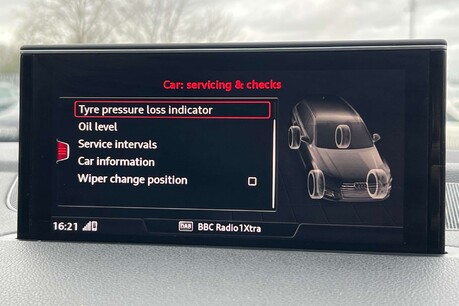 Car: servicing & checks
Tyre pressure loss indicator
Oil level
Service intervals
Car information
Wiper change position
16:21
DAB
BBC Radio1Xtra